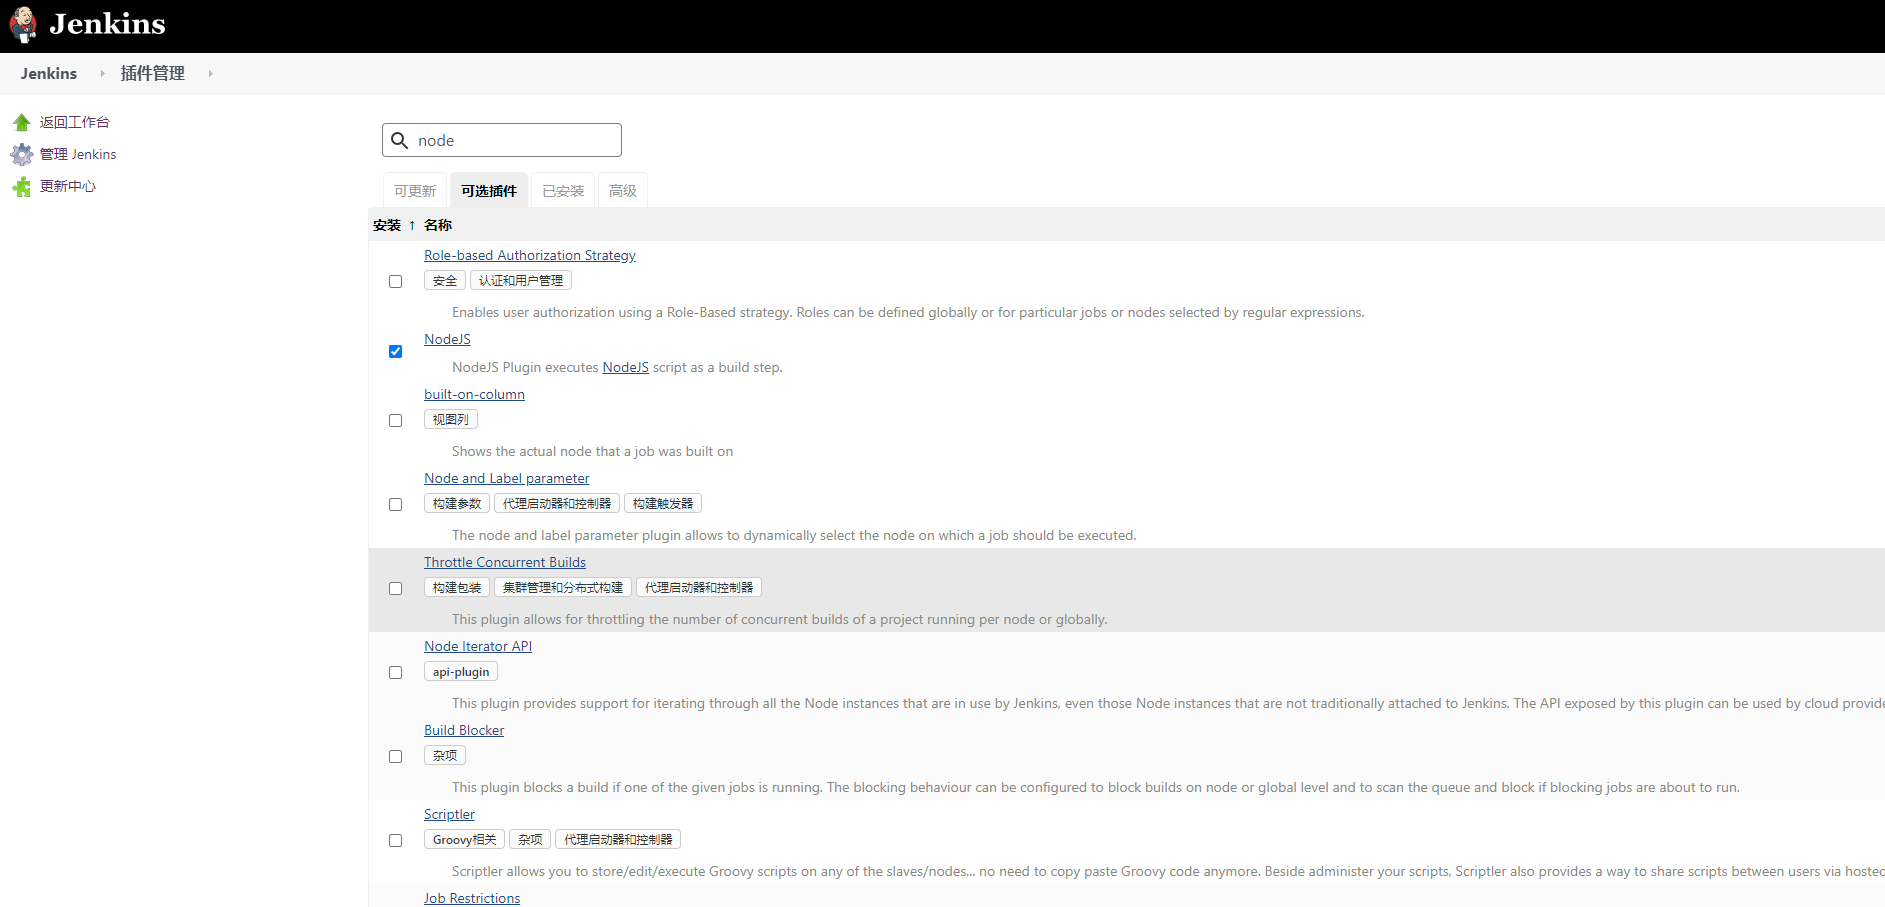 Jenkins
Jenkins 插件管理
返回工作台
管理 Jenkins
更新中心
node
可更新 可选插件 已安装 高级
安装 ↑ 名称
Role-based Authorization Strategy
安全 认证和用户管理
Enables user authorization using a Role-Based strategy. Roles can be defined globally or for particular jobs or nodes selected by regular expressions.
NodeJS
NodeJS Plugin executes NodeJS script as a build step.
built-on-column
视图列
Shows the actual node that a job was built on
Node and Label parameter
构建参数 代理启动器和控制器 构建触发器
The node and label parameter plugin allows to dynamically select the node on which a job should be executed.
Throttle Concurrent Builds
构建包装 集群管理和分布式构建 代理启动器和控制器
This plugin allows for throttling the number of concurrent builds of a project running per node or globally.
Node Iterator API
api-plugin
This plugin provides support for iterating through all the Node instances that are in use by Jenkins, even those Node instances that are not traditionally attached to Jenkins. The API exposed by this plugin can be used by cloud provide
Build Blocker
杂项
This plugin blocks a build if one of the given jobs is running. The blocking behaviour can be configured to block builds on node or global level and to scan the queue and block if blocking jobs are about to run.
Scriptler
Groovy相关 杂项 代理启动器和控制器
Scriptler allows you to store/edit/execute Groovy scripts on any of the slaves/nodes... no need to copy paste Groovy code anymore. Beside administer your scripts, Scriptler also provides a way to share scripts between users via hosted
Job Restrictions